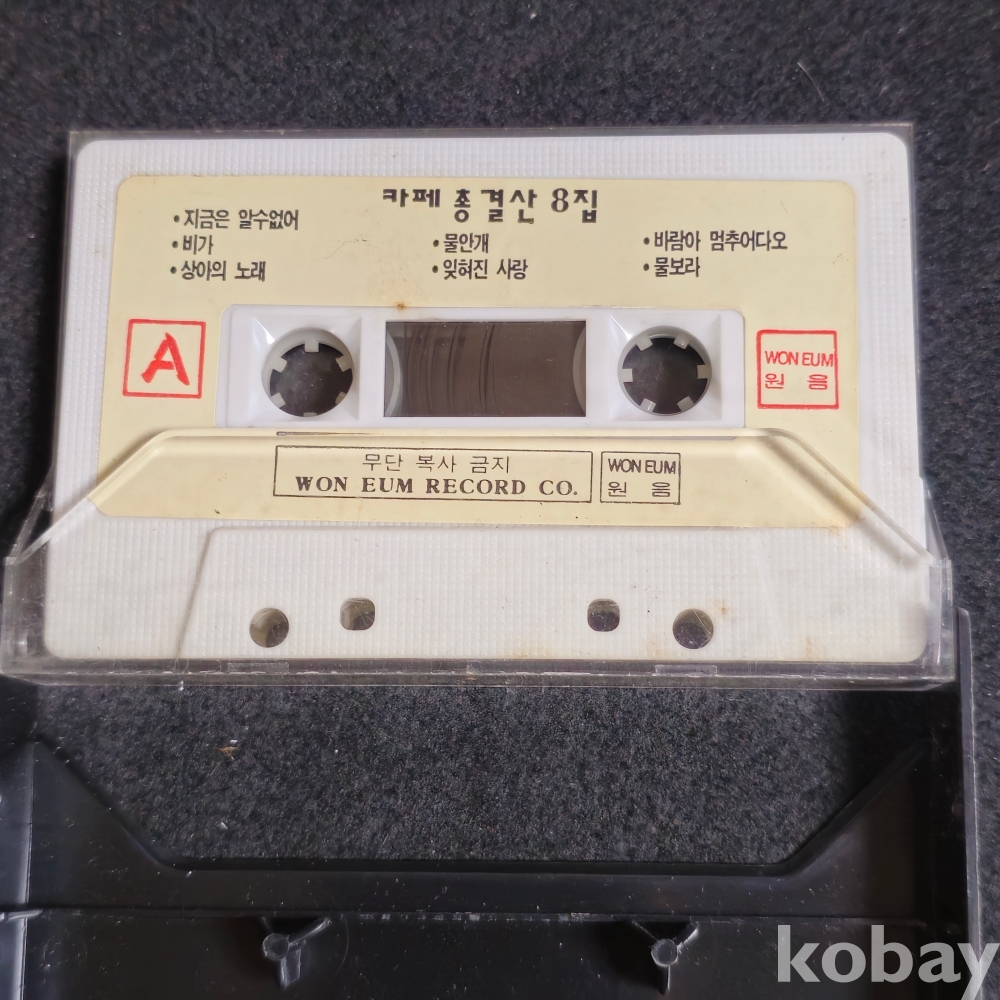 카페 총결산 8집
• 지금은 알수없어
• 비가
• 상아의 노래
• 물안개
• 잊혀진 사랑
• 바람아 멈추어다오
• 물보라
A
WON EUM
원 음
무단 복사 금지
WON EUM RECORD CO.
WON EUM
원 음
kobay